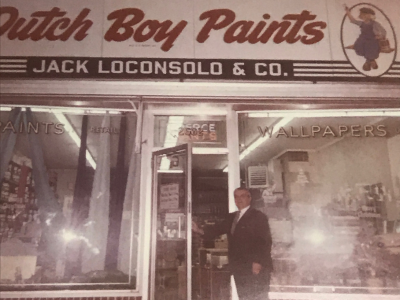 Dutch Boy Paints
JACK LOCONSOLO & CO.
PAINTS
WALLPAPERS